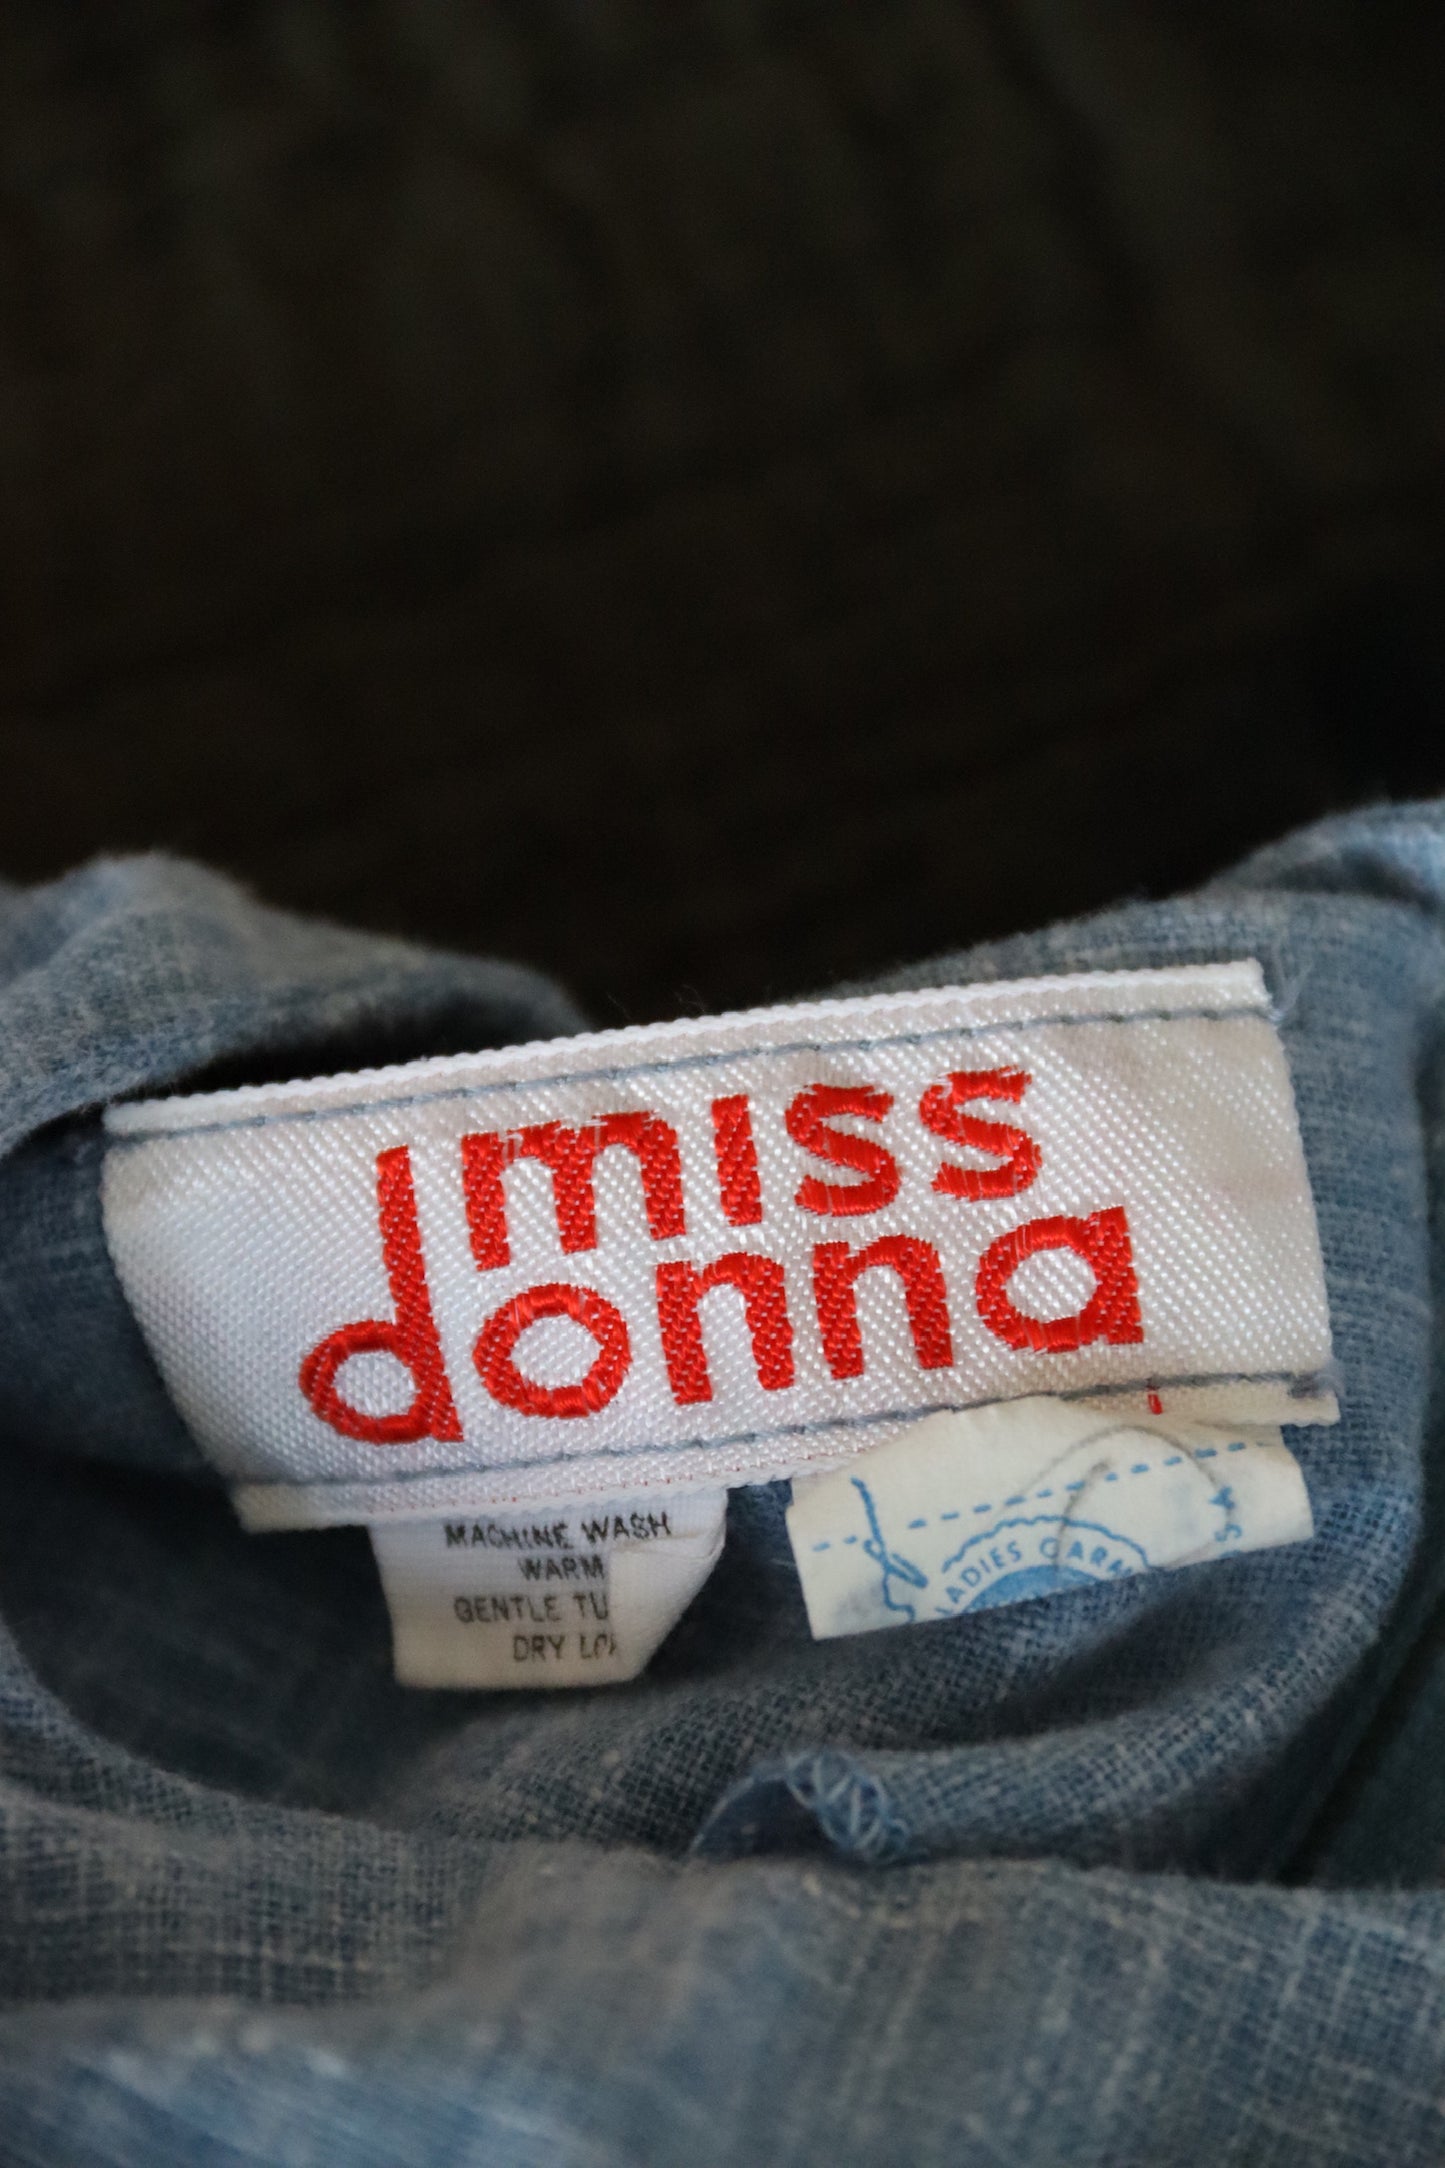 miss
donna
MACHINE WASH
WARM
GENTLE TU
DRY LO
LADIES GARM